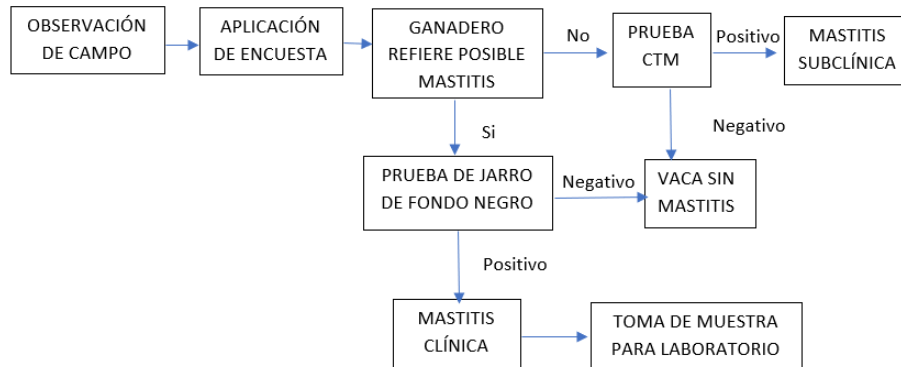 OBSERVACIÓN
DE CAMPO
APLICACIÓN
DE ENCUESTA
GANADERO
REFIERE POSIBLE
MASTITIS
No
PRUEBA
CTM
Positivo
MASTITIS
SUBCLÍNICA
Si
Negativo
PRUEBA DE JARRO
DE FONDO NEGRO
Negativo
VACA SIN
MASTITIS
Positivo
MASTITIS
CLÍNICA
TOMA DE MUESTRA
PARA LABORATORIO